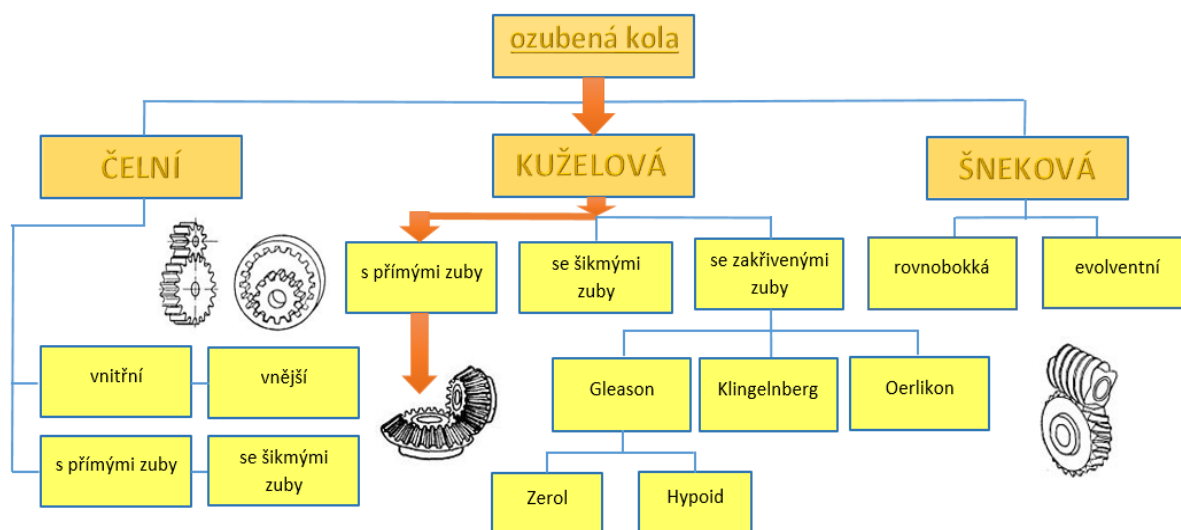 ozubená kola
ČELNÍ
KUŽELOVÁ
ŠNEKOVÁ
s přímými zuby
se šikmými
zuby
se zakřivenými
zuby
rovnobokká
evolventní
vnitřní
vnější
Gleason
Klingelnberg
Oerlikon
s přímými zuby
se šikmými
zuby
Zerol
Hypoid